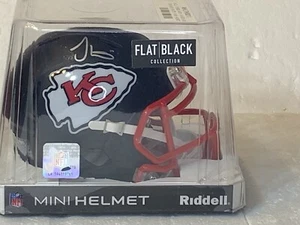 FLAT BLACK
COLLECTION
KC
MINI HELMET Riddell